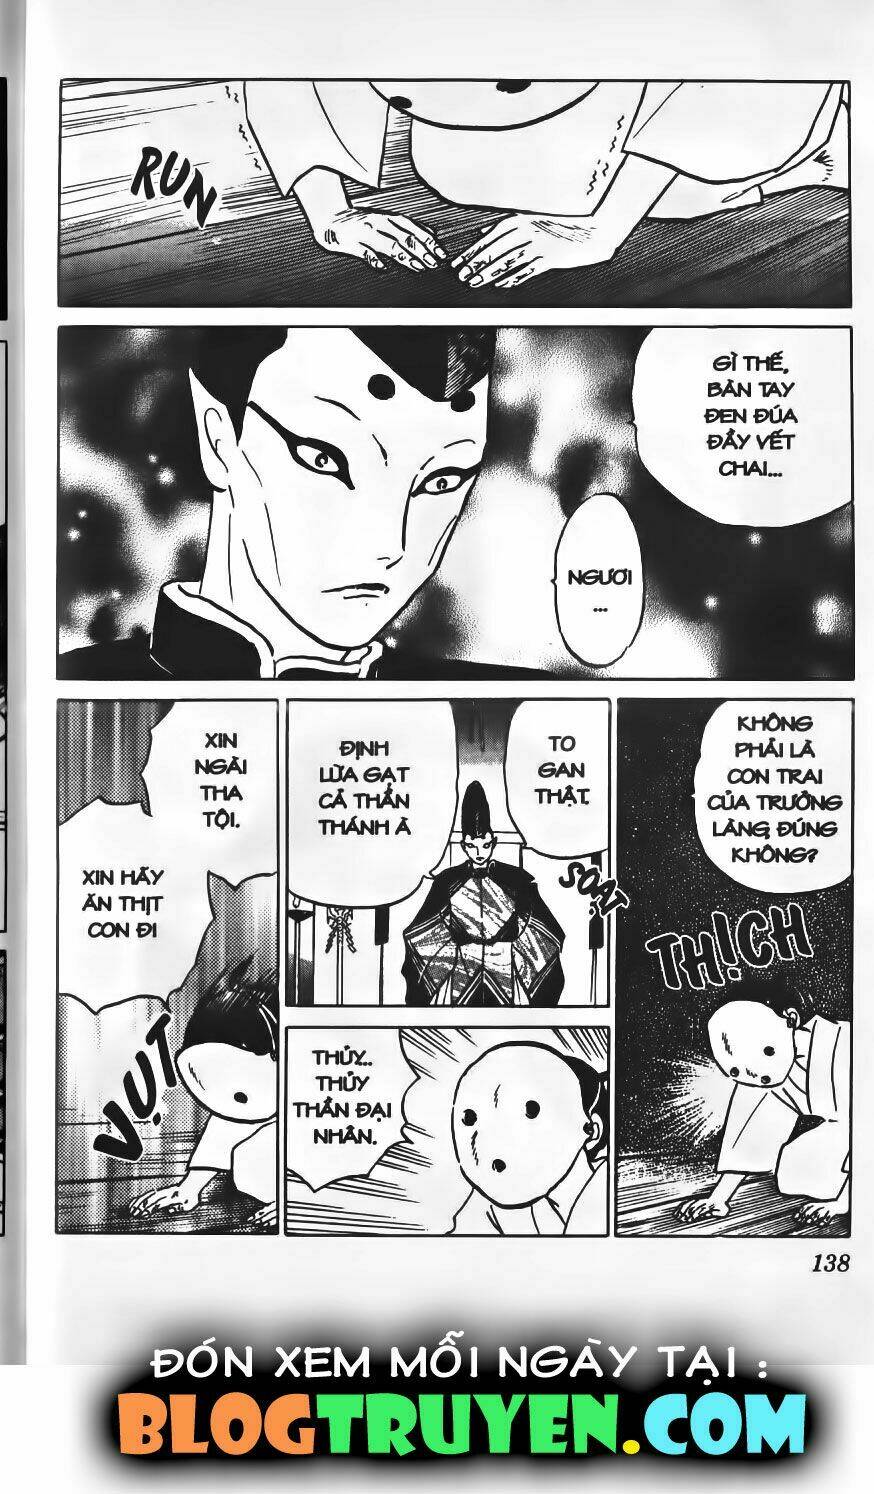 RUN
GÌ THẾ,
BÀN TAY
ĐEN ĐÚA
ĐẦY VẾT
CHAI...
NGƯƠI
...
KHÔNG
PHẢI LÀ
CON TRAI
CỦA TRƯỞNG
LÀNG, ĐÚNG
KHÔNG?
THỊCH
TO
GAN
THẬT.
ĐỊNH
LỪA GẠT
CẢ THẦN
THÁNH À
SOẠT
THỦY...
THỦY
THẦN ĐẠI
NHÂN.
XIN
NGÀI
THA
TỘI.
XIN HÃY
ĂN THỊT
CON ĐI
VỤT
138
ĐÓN XEM MỖI NGÀY TẠI :
BLOGTRUYEN.COM